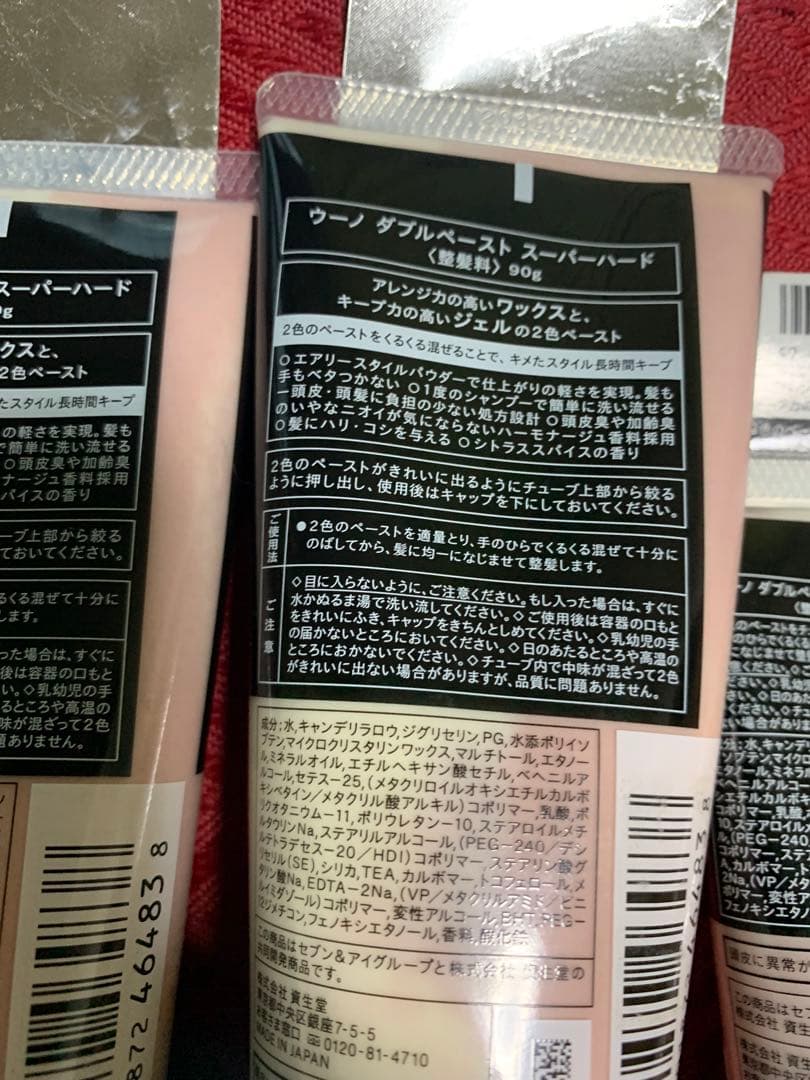 ウーノ ダブルペースト スーパーハード
〈整髪料〉90g
アレンジ力の高いワックスと、
キープ力の高いジェルの2色ペースト
2色のペーストをくるくる混ぜることで、キメたスタイル長時間キープ
○エアリースタイルパウダーで仕上がりの軽さを実現。髪も
手もベタつかない ○1度のシャンプーで簡単に洗い流せる
ー頭皮・頭髪に負担の少ない処方設計 ○頭皮臭や加齢臭
のいやなニオイが気にならないハーモナージュ香料採用
○髪にハリ・コシを与える ○シトラススパイスの香り
2色のペーストがきれいに出るようにチューブ上部から絞る
ように押し出し、使用後はキャップを下にしておいてください。
ご使用法
●2色のペーストを適量とり、手のひらでくるくる混ぜて十分に
のばしてから、髪に均一になじませて整髪します。
ご注意
◇目に入らないように、ご注意ください。もし入った場合は、すぐに
水かぬるま湯で洗い流してください。◇ご使用後は容器の口もと
をきれいにふき、キャップをきちんとしめてください。◇乳幼児の手
の届かないところにおいてください。◇日のあたるところや高温の
ところにおかないでください。◇チューブ内で中味が混ざって2色
がきれいに出ない場合がありますが、品質に問題ありません。
成分:水,キャンデリラロウ,ジグリセリン,PG,水添ポリイソ
ブテン,マイクロクリスタリンワックス,マルチトール,エタノー
ル,ミネラルオイル,エチルヘキサン酸セチル,ベヘニルア
ルコール,セテス-25,(メタクリロイルオキシエチルカルボ
キシベタイン/メタクリル酸アルキル)コポリマー,乳酸,ポ
リクオタニウム-11,ポリウレタン-10,ステアロイルメチ
ルタウリンNa,ステアリルアルコール,(PEG-240/デシ
ルテトラデセス-20/HDI)コポリマー,ステアリン酸グ
リセリル(SE),シリカ,TEA,カルボマー,トコフェロール,メ
タリン酸Na,EDTA-2Na,(VP/メタクリルアミド/ビニ
ルイミダゾール)コポリマー,変性アルコール,BHT,PEG-
12ジメチコン,フェノキシエタノール,香料,酸化鉄
この商品はセブン&アイグループと株式会社 資生堂の
共同開発商品です。
株式会社 資生堂
東京都中央区銀座7-5-5
お客さま窓口 0120-81-4710
MADE IN JAPAN
スーパーハード
クスと、
2色ペースト
たスタイル長時間キープ
の軽さを実現。髪も
で簡単に洗い流せる
○頭皮臭や加齢臭
ナージュ香料採用
パイスの香り
ーブ上部から絞る
ておいてください。
るくる混ぜて十分に
します。
った場合は、すぐに
後は容器の口もと
い。◇乳幼児の手
ころや高温の
味が混ざって2色
題ありません。
872 46483 8
ーノ ダブルペー
頭皮に異常が
この商品はセブ
株式会社 資生